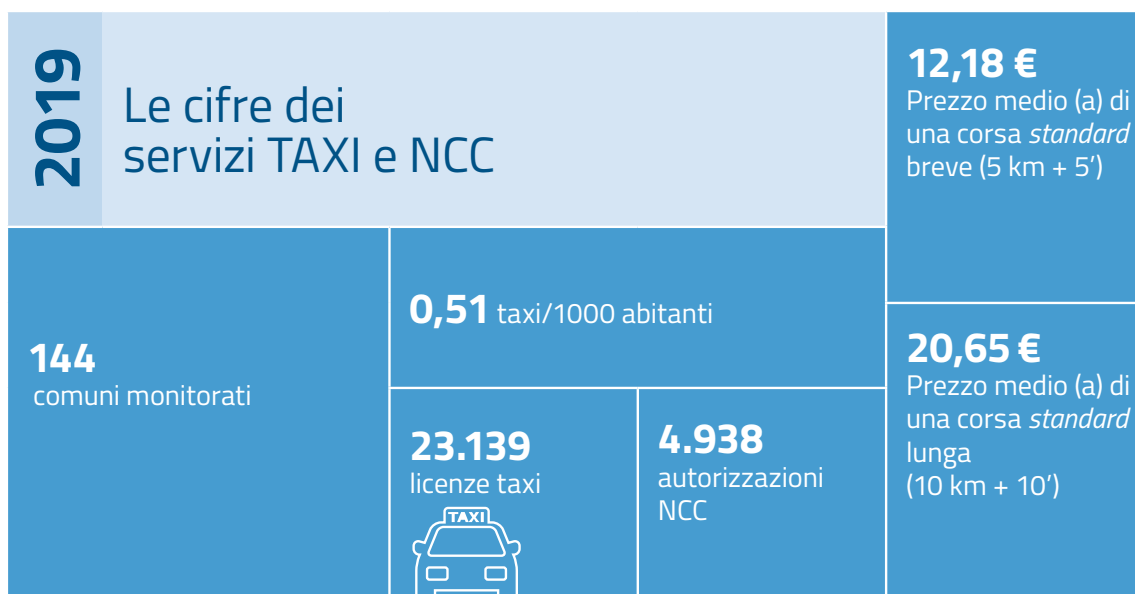 2019
Le cifre dei
servizi TAXI e NCC
12,18 €
Prezzo medio (a) di
una corsa standard
breve (5 km + 5')
144
comuni monitorati
0,51 taxi/1000 abitanti
23.139
licenze taxi
TAXI
4.938
autorizzazioni
NCC
20,65 €
Prezzo medio (a) di
una corsa standard
lunga
(10 km + 10')